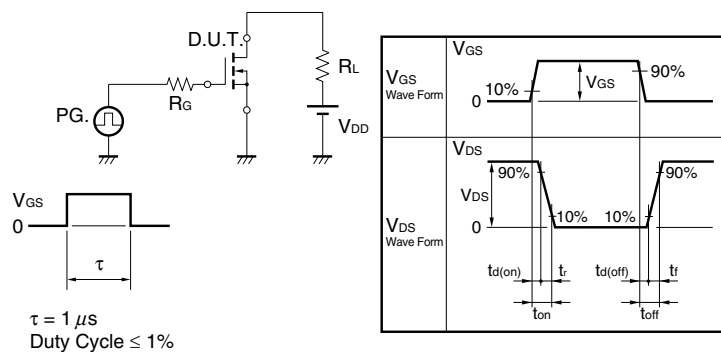 D.U.T.
RL
RG
PG.
VDD
VGS
0
τ
τ = 1 μs
Duty Cycle ≤ 1%
VGS
Wave Form
VGS
10%
0
VGS
90%
VDS
Wave Form
VDS
90%
VDS
0
10%
10%
90%
td(on)
tr
td(off)
tf
ton
toff